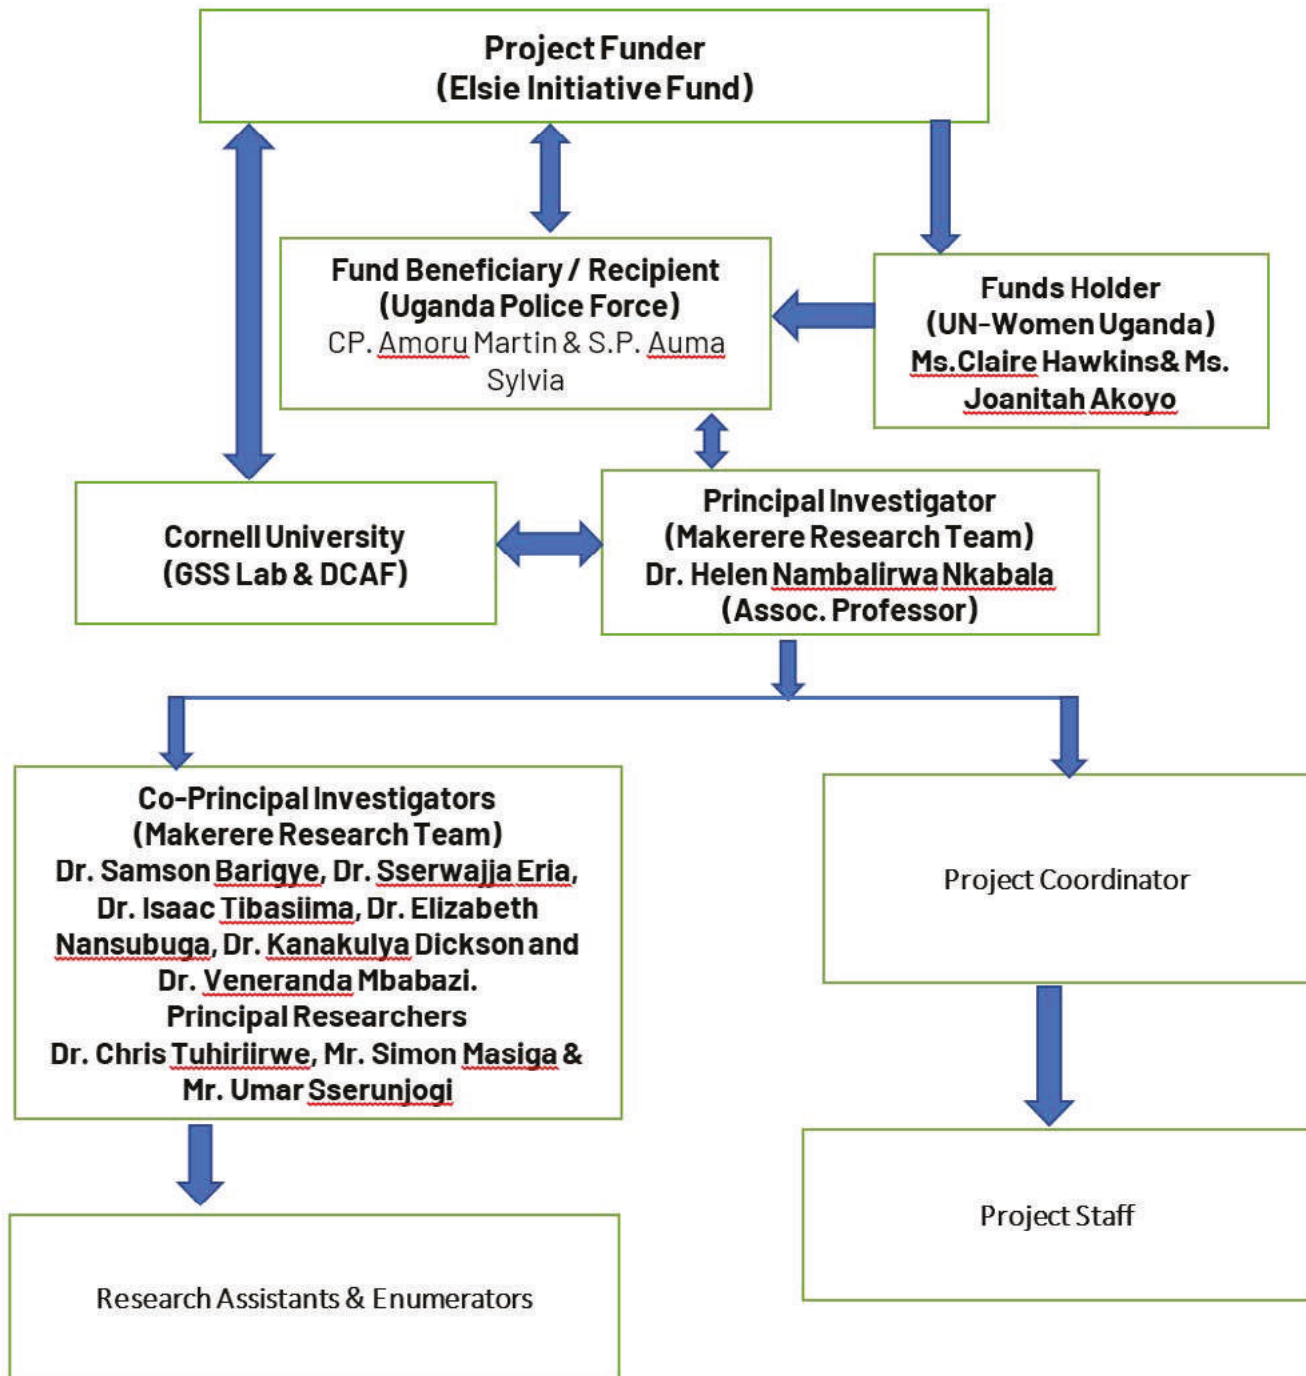 Project Funder
(Elsie Initiative Fund)
Fund Beneficiary / Recipient
(Uganda Police Force)
CP. Amoru Martin & S.P. Auma
Sylvia
Funds Holder
(UN-Women Uganda)
Ms.Claire Hawkins& Ms.
Joanitah Akoyo
Cornell University
(GSS Lab & DCAF)
Principal Investigator
(Makerere Research Team)
Dr. Helen Nambalirwa Nkabala
(Assoc. Professor)
Co-Principal Investigators
(Makerere Research Team)
Dr. Samson Barigye, Dr. Sserwajja Eria,
Dr. Isaac Tibasiima, Dr. Elizabeth
Nansubuga, Dr. Kanakulya Dickson and
Dr. Veneranda Mbabazi.
Principal Researchers
Dr. Chris Tuhiriirwe, Mr. Simon Masiga &
Mr. Umar Sserunjogi
Project Coordinator
Project Staff
Research Assistants & Enumerators